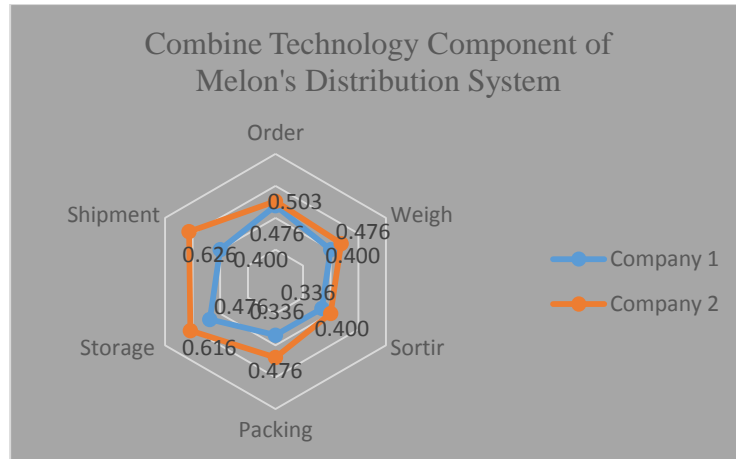 Combine Technology Component of
Melon's Distribution System
Order
0.503
Shipment
Weigh
0.476
0.476
0.626
0.400
0.400
0.476
0.336
0.336
0.400
Storage
0.616
Sortir
0.476
Packing
Company 1
Company 2